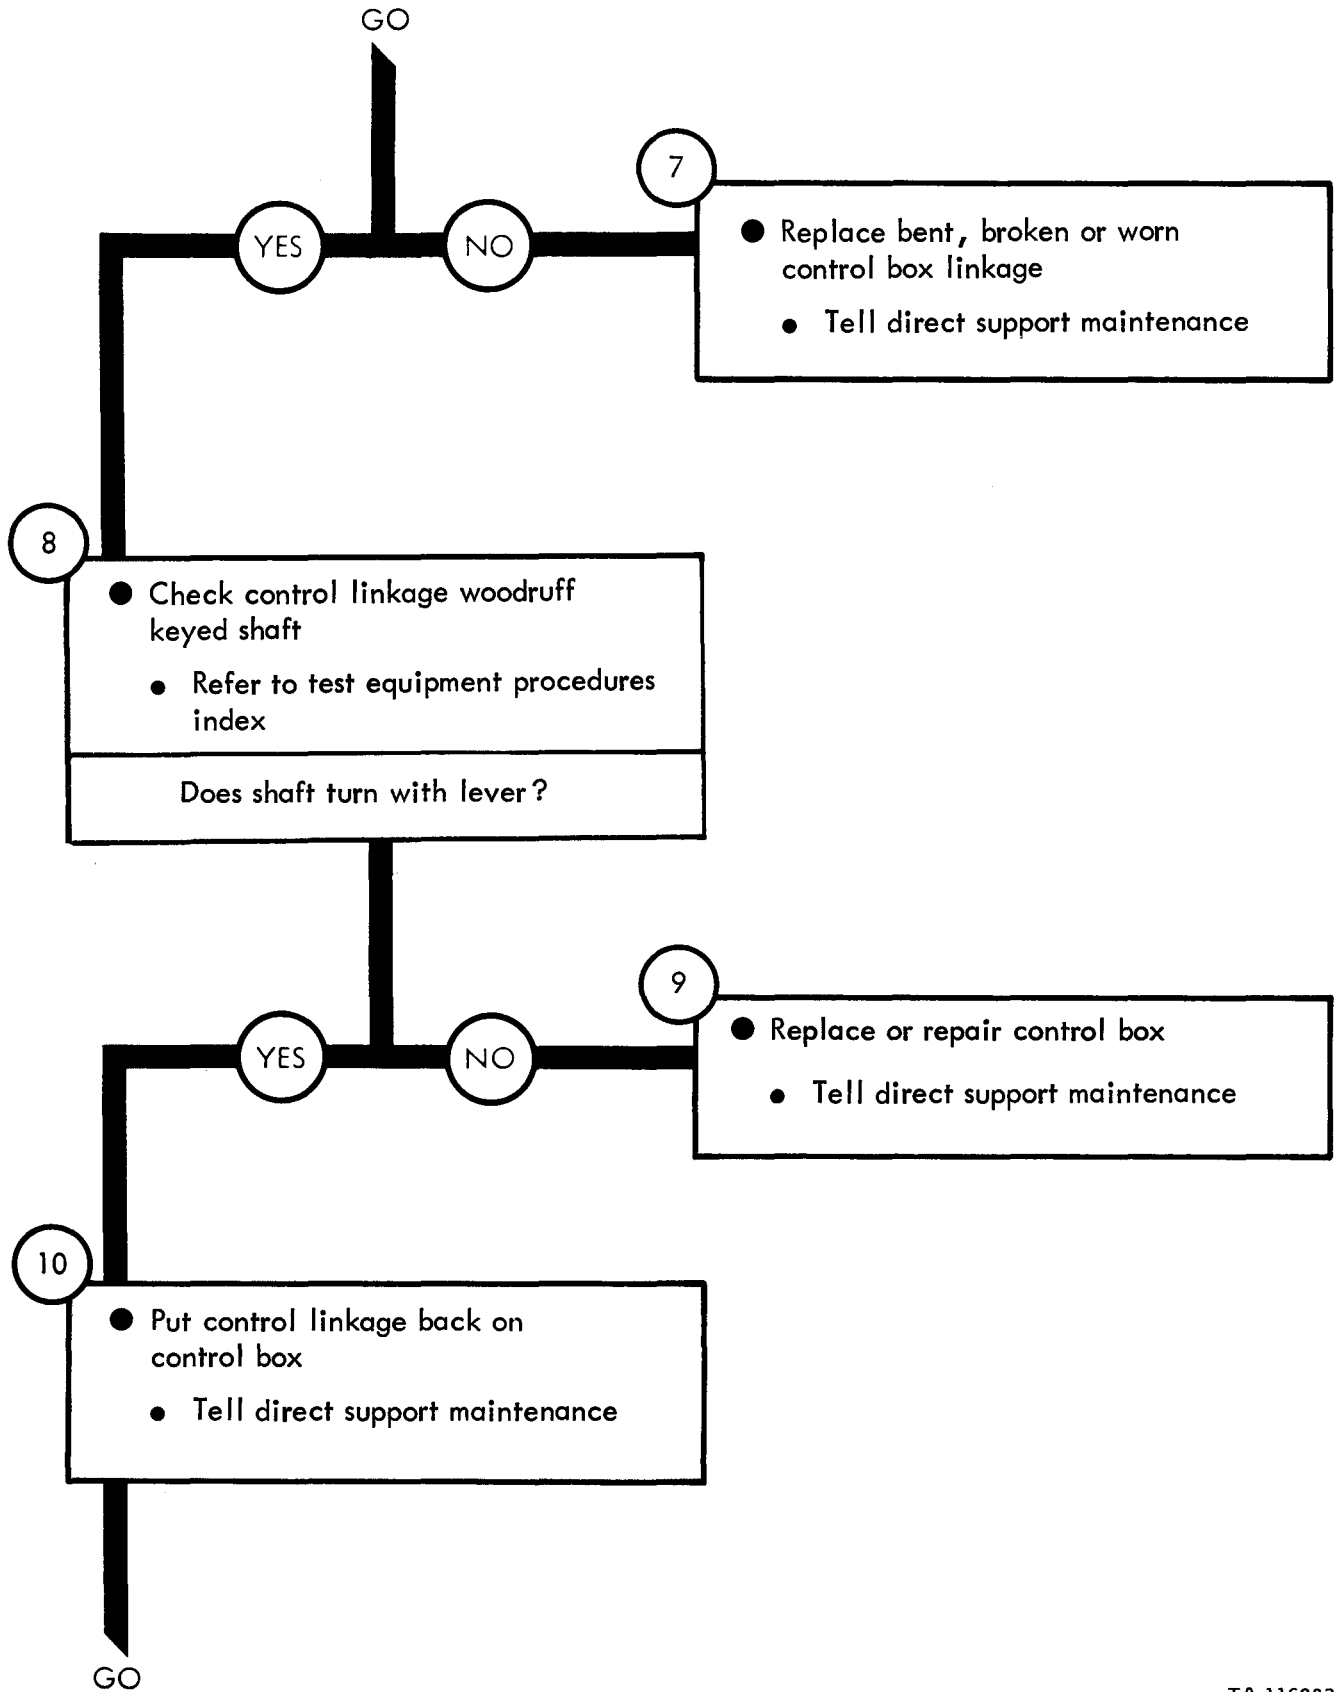 GO
7
YES
NO
● Replace bent, broken or worn
control box linkage
● Tell direct support maintenance
8
● Check control linkage woodruff
keyed shaft
● Refer to test equipment procedures
index
Does shaft turn with lever?
9
YES
NO
● Replace or repair control box
● Tell direct support maintenance
10
● Put control linkage back on
control box
● Tell direct support maintenance
GO